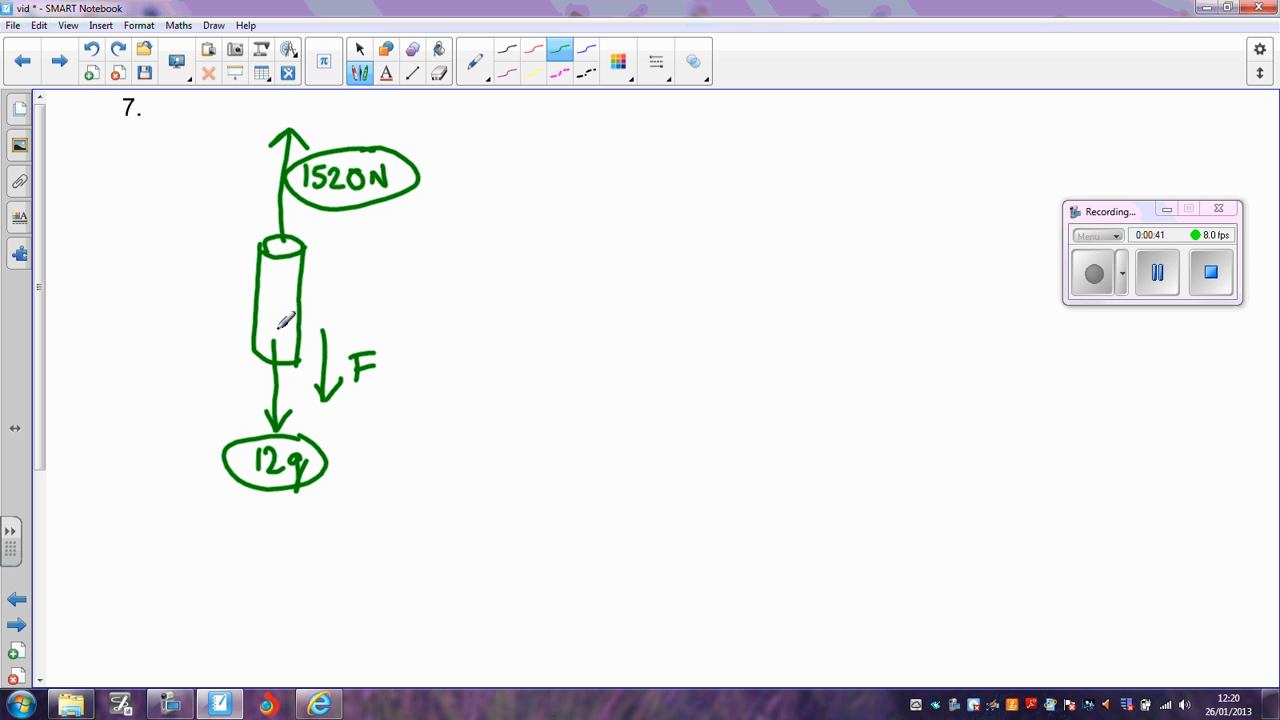 vid * - SMART Notebook
File Edit View Insert Format Maths Draw Help
7.
1520N
F
12g
Recording...
Menu
0:00:41
8.0 fps
12:20
26/01/2013